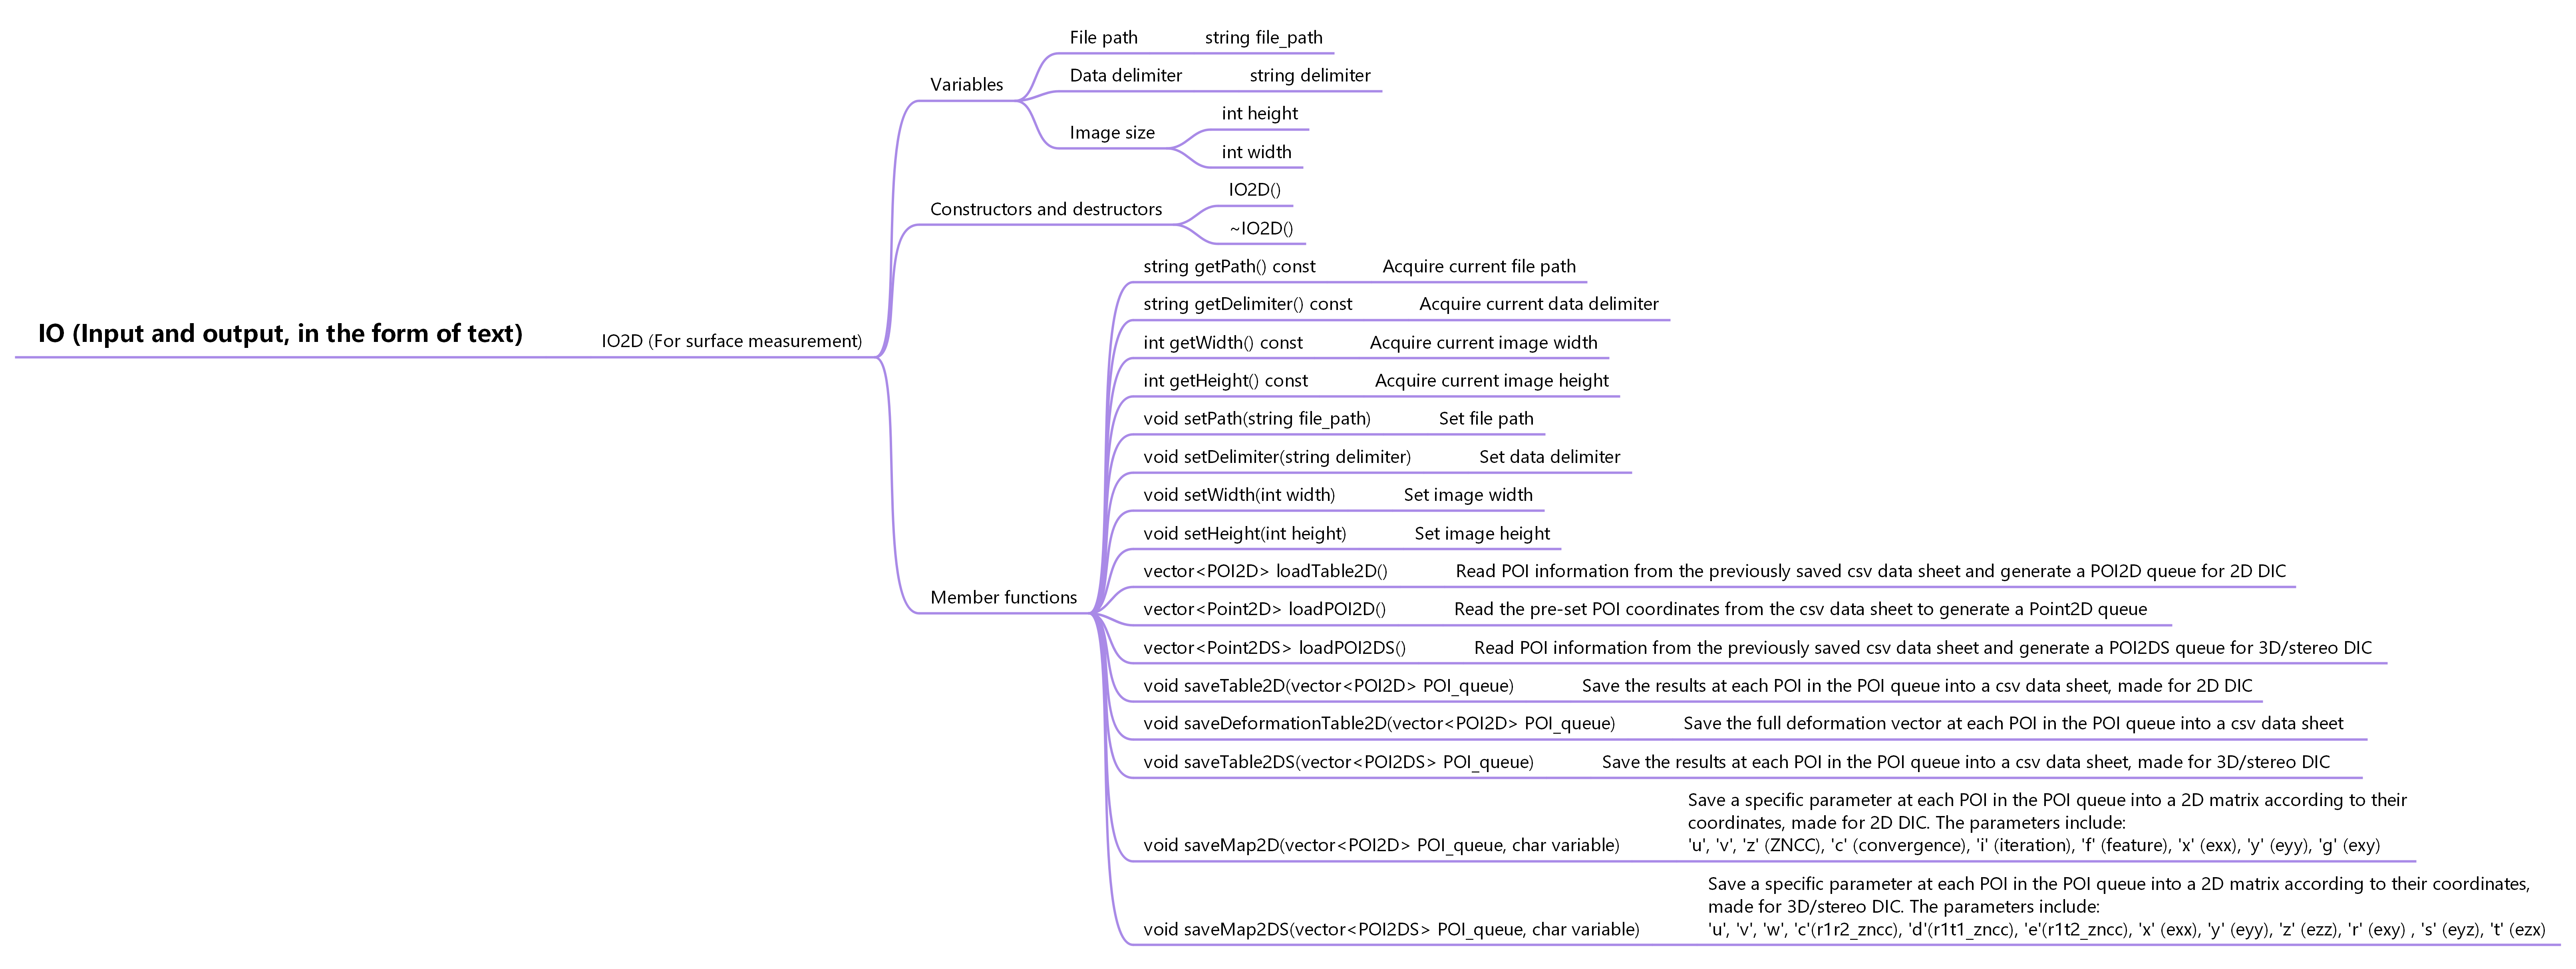 IO (Input and output, in the form of text)
IO2D (For surface measurement)
Variables
File path
string file_path
Data delimiter
string delimiter
Image size
int height
int width
Constructors and destructors
IO2D()
~IO2D()
Member functions
string getPath() const
Acquire current file path
string getDelimiter() const
Acquire current data delimiter
int getWidth() const
Acquire current image width
int getHeight() const
Acquire current image height
void setPath(string file_path)
Set file path
void setDelimiter(string delimiter)
Set data delimiter
void setWidth(int width)
Set image width
void setHeight(int height)
Set image height
vector<POI2D> loadTable2D()
Read POI information from the previously saved csv data sheet and generate a POI2D queue for 2D DIC
vector<Point2D> loadPOI2D()
Read the pre-set POI coordinates from the csv data sheet to generate a Point2D queue
vector<Point2DS> loadPOI2DS()
Read POI information from the previously saved csv data sheet and generate a POI2DS queue for 3D/stereo DIC
void saveTable2D(vector<POI2D> POI_queue)
Save the results at each POI in the POI queue into a csv data sheet, made for 2D DIC
void saveDeformationTable2D(vector<POI2D> POI_queue)
Save the full deformation vector at each POI in the POI queue into a csv data sheet
void saveTable2DS(vector<POI2DS> POI_queue)
Save the results at each POI in the POI queue into a csv data sheet, made for 3D/stereo DIC
void saveMap2D(vector<POI2D> POI_queue, char variable)
Save a specific parameter at each POI in the POI queue into a 2D matrix according to their
coordinates, made for 2D DIC. The parameters include:
'u', 'v', 'z' (ZNCC), 'c' (convergence), 'i' (iteration), 'f' (feature), 'x' (exx), 'y' (eyy), 'g' (exy)
void saveMap2DS(vector<POI2DS> POI_queue, char variable)
Save a specific parameter at each POI in the POI queue into a 2D matrix according to their coordinates,
made for 3D/stereo DIC. The parameters include:
'u', 'v', 'w', 'c'(r1r2_zncc), 'd'(r1t1_zncc), 'e'(r1t2_zncc), 'x' (exx), 'y' (eyy), 'z' (ezz), 'r' (exy) , 's' (eyz), 't' (ezx)